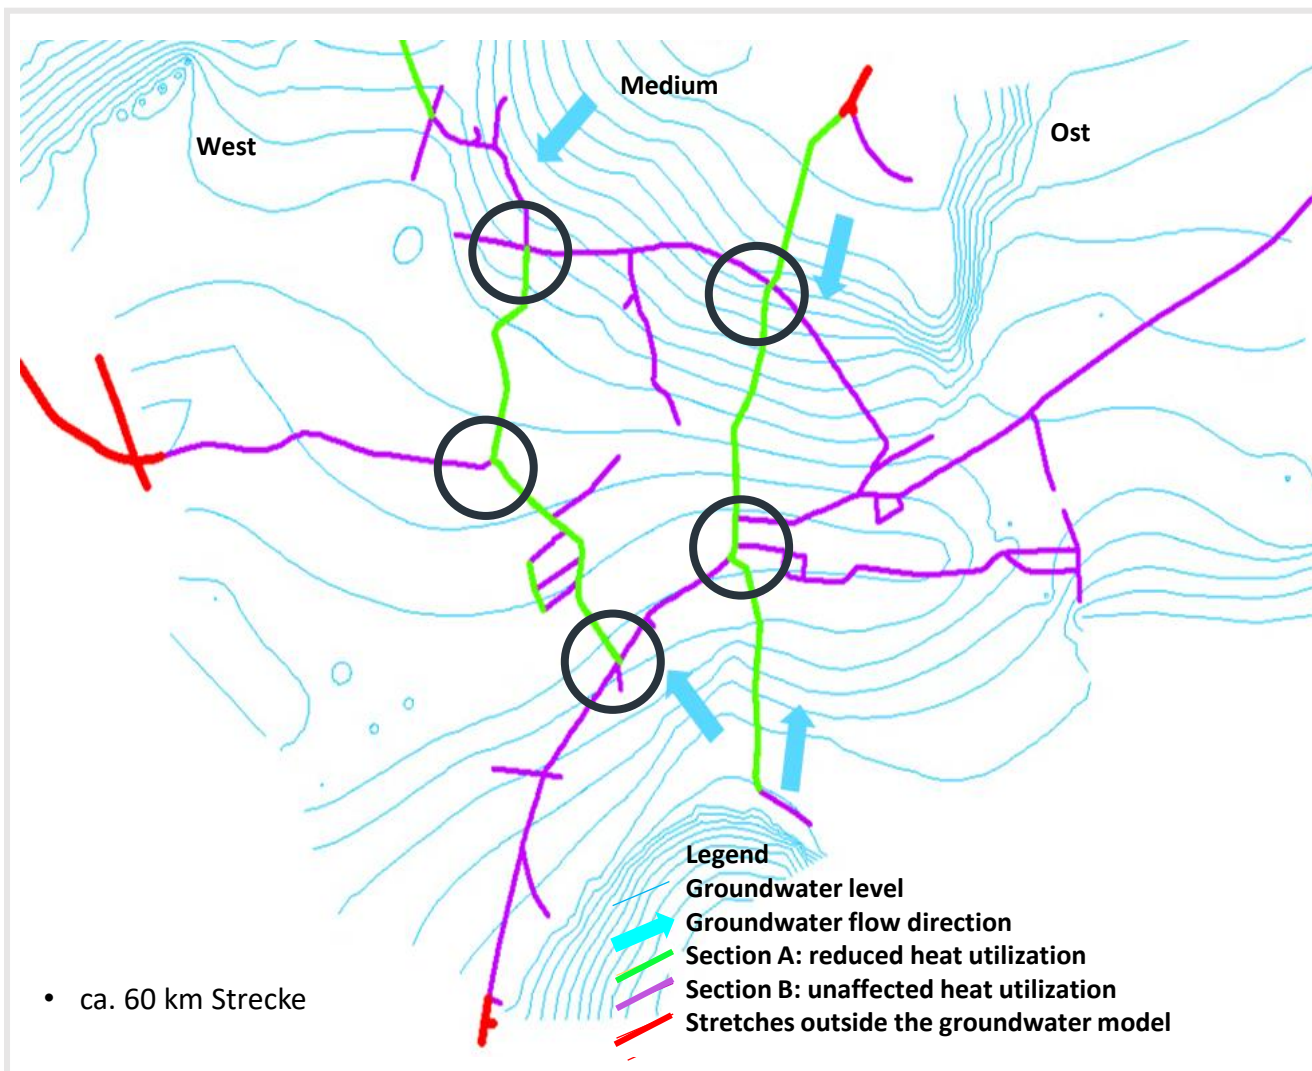 Medium
West
Ost
Legend
Groundwater level
Groundwater flow direction
Section A: reduced heat utilization
Section B: unaffected heat utilization
Stretches outside the groundwater model
• ca. 60 km Strecke